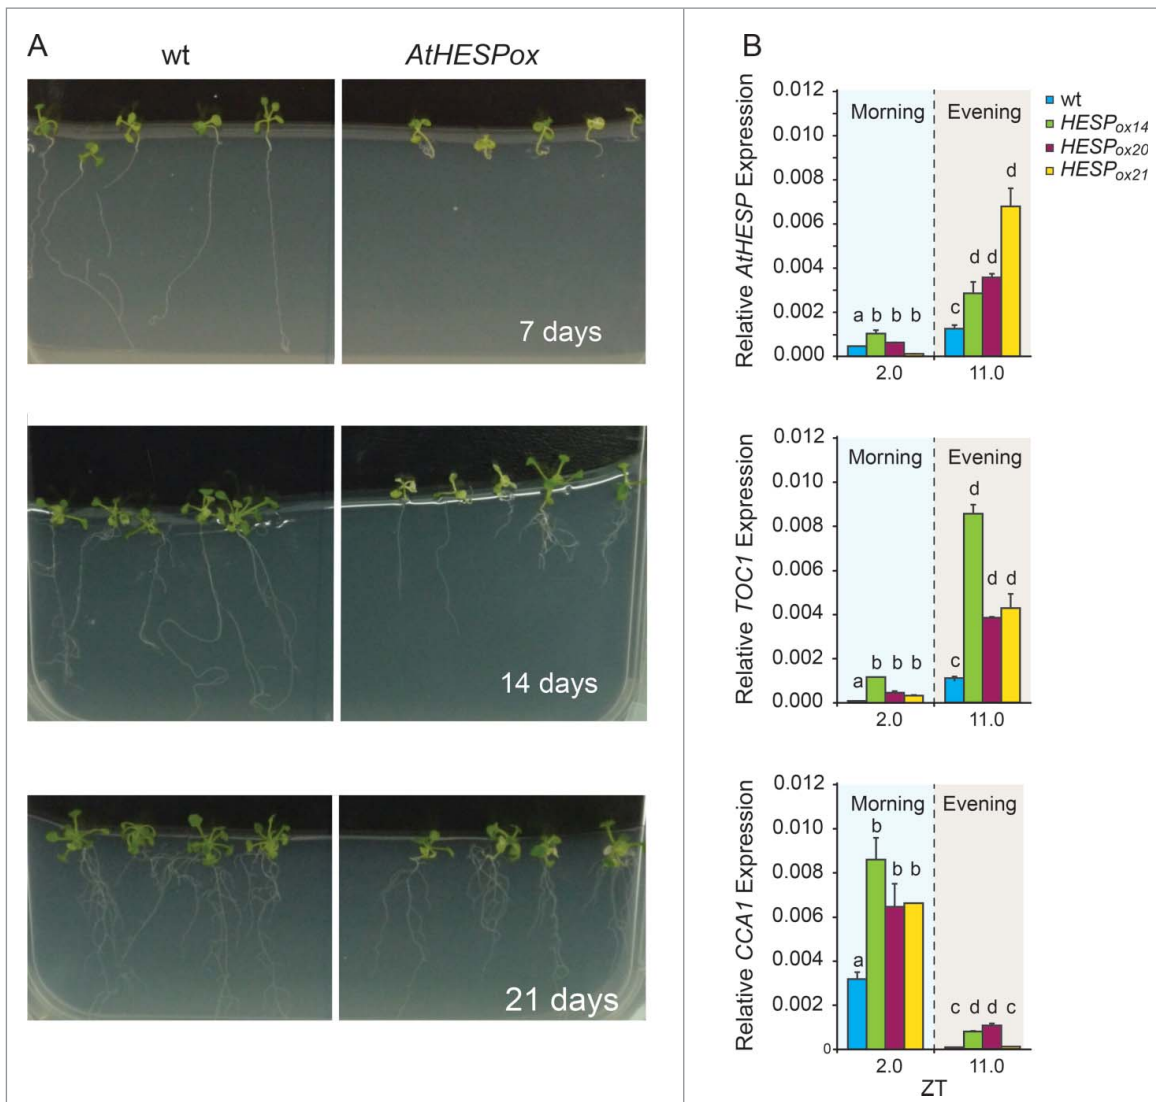 A
wt
AtHESPox
7 days
14 days
21 days
B
Relative AtHESP Expression
0.012
0.010
0.008
0.006
0.004
0.002
0.000
Morning
Evening
a b b b
c d d d
2.0
11.0
wt
HESPox14
HESPox20
HESPox21
Relative TOC1 Expression
0.012
0.010
0.008
0.006
0.004
0.002
0.000
Morning
Evening
a b b b
c d d d
2.0
11.0
Relative CCA1 Expression
0.012
0.010
0.008
0.006
0.004
0.002
0
Morning
Evening
a b b b
c d d c
2.0
11.0
ZT